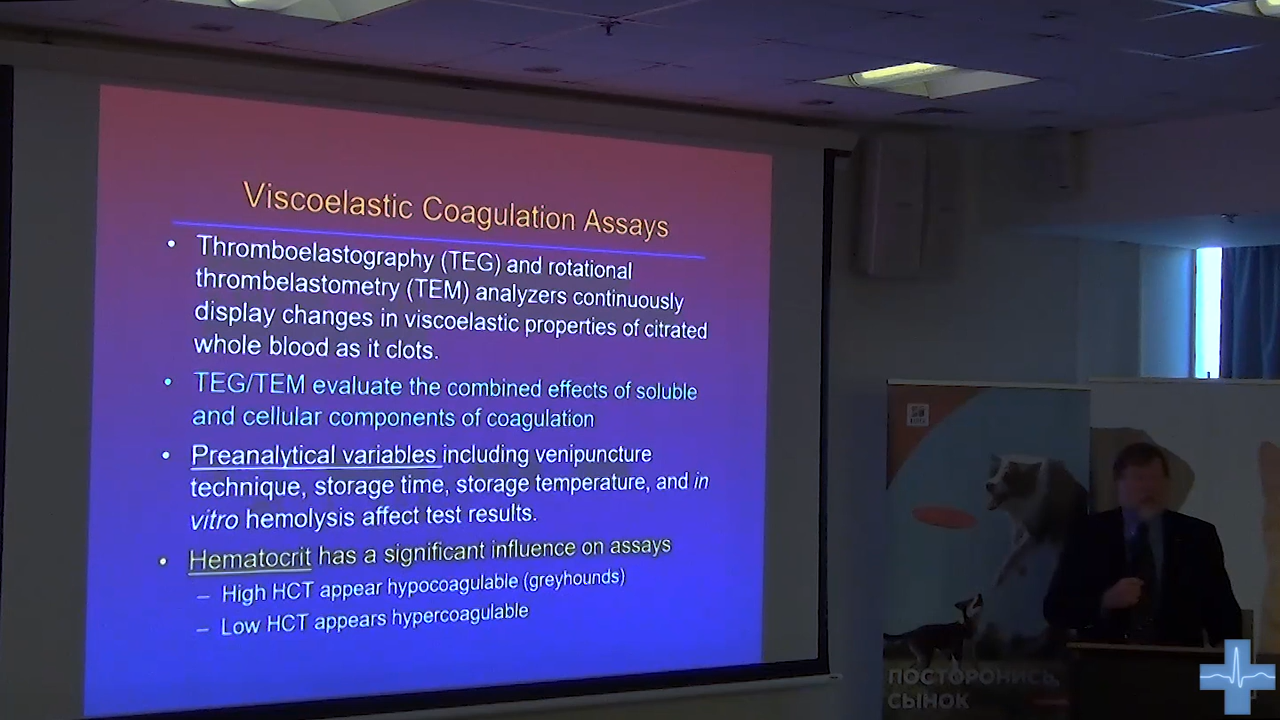 Viscoelastic Coagulation Assays
• Thromboelastography (TEG) and rotational
thrombelastometry (TEM) analyzers continuously
display changes in viscoelastic properties of citrated
whole blood as it clots.
• TEG/TEM evaluate the combined effects of soluble
and cellular components of coagulation
• Preanalytical variables including venipuncture
technique, storage time, storage temperature, and in
vitro hemolysis affect test results.
• Hematocrit has a significant influence on assays
– High HCT appear hypocoagulable (greyhounds)
– Low HCT appears hypercoagulable
ПОСТОРОНИСЬ,
СЫНОК